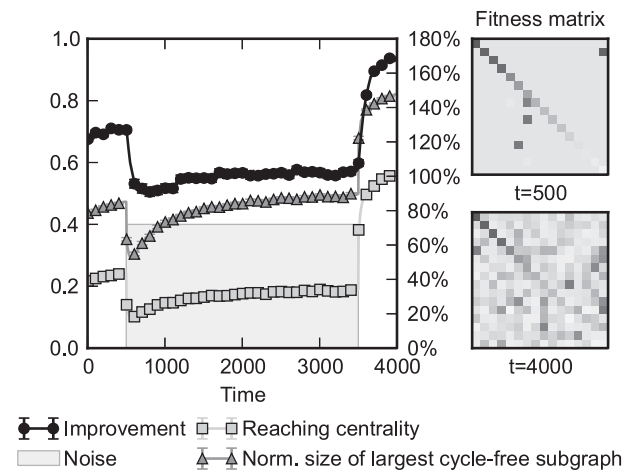 Fitness matrix
1.0
0.8
0.6
0.4
0.2
0.0
180%
160%
140%
120%
100%
80%
60%
40%
20%
0%
0 1000 2000 3000 4000
Time
t=500
t=4000
Improvement
Reaching centrality
Noise
Norm. size of largest cycle-free subgraph